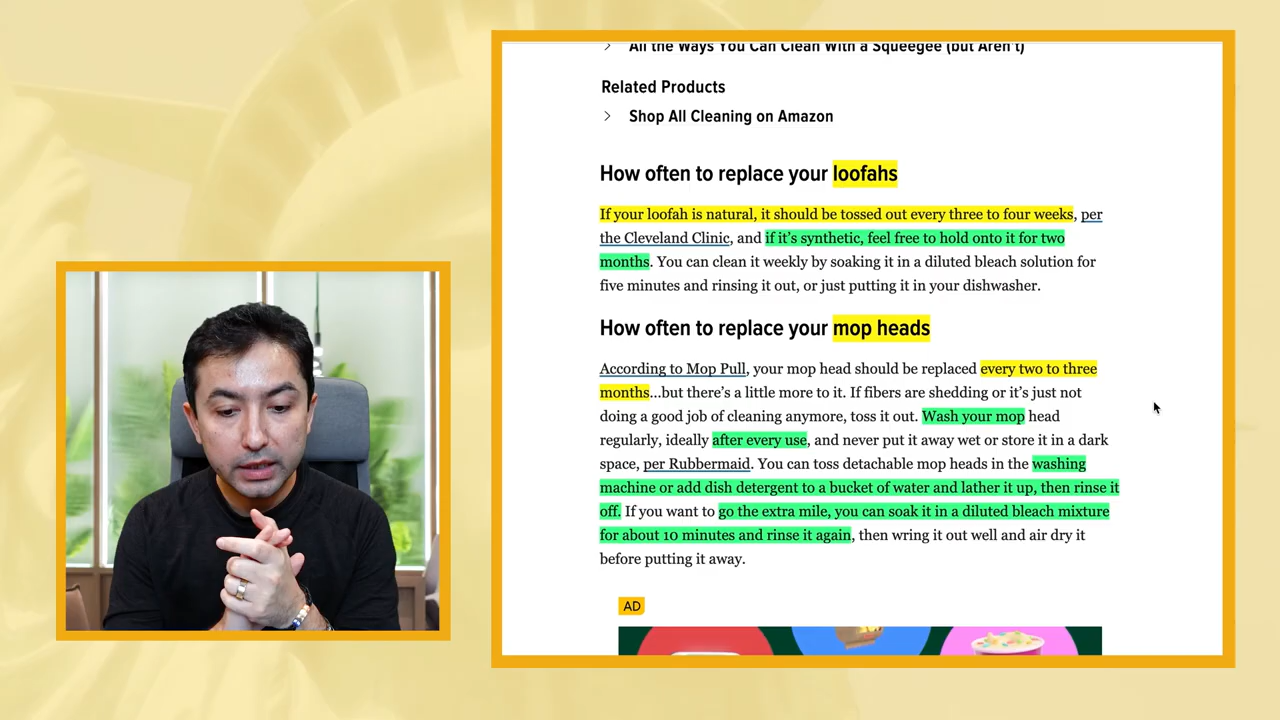 All the Ways You Can Clean With a Squeegee (but Aren't)
Related Products
Shop All Cleaning on Amazon
How often to replace your loofahs
If your loofah is natural, it should be tossed out every three to four weeks, per
the Cleveland Clinic, and if it's synthetic, feel free to hold onto it for two
months. You can clean it weekly by soaking it in a diluted bleach solution for
five minutes and rinsing it out, or just putting it in your dishwasher.
How often to replace your mop heads
According to Mop Pull, your mop head should be replaced every two to three
months...but there's a little more to it. If fibers are shedding or it's just not
doing a good job of cleaning anymore, toss it out. Wash your mop head
regularly, ideally after every use, and never put it away wet or store it in a dark
space, per Rubbermaid. You can toss detachable mop heads in the washing
machine or add dish detergent to a bucket of water and lather it up, then rinse it
off. If you want to go the extra mile, you can soak it in a diluted bleach mixture
for about 10 minutes and rinse it again, then wring it out well and air dry it
before putting it away.
AD